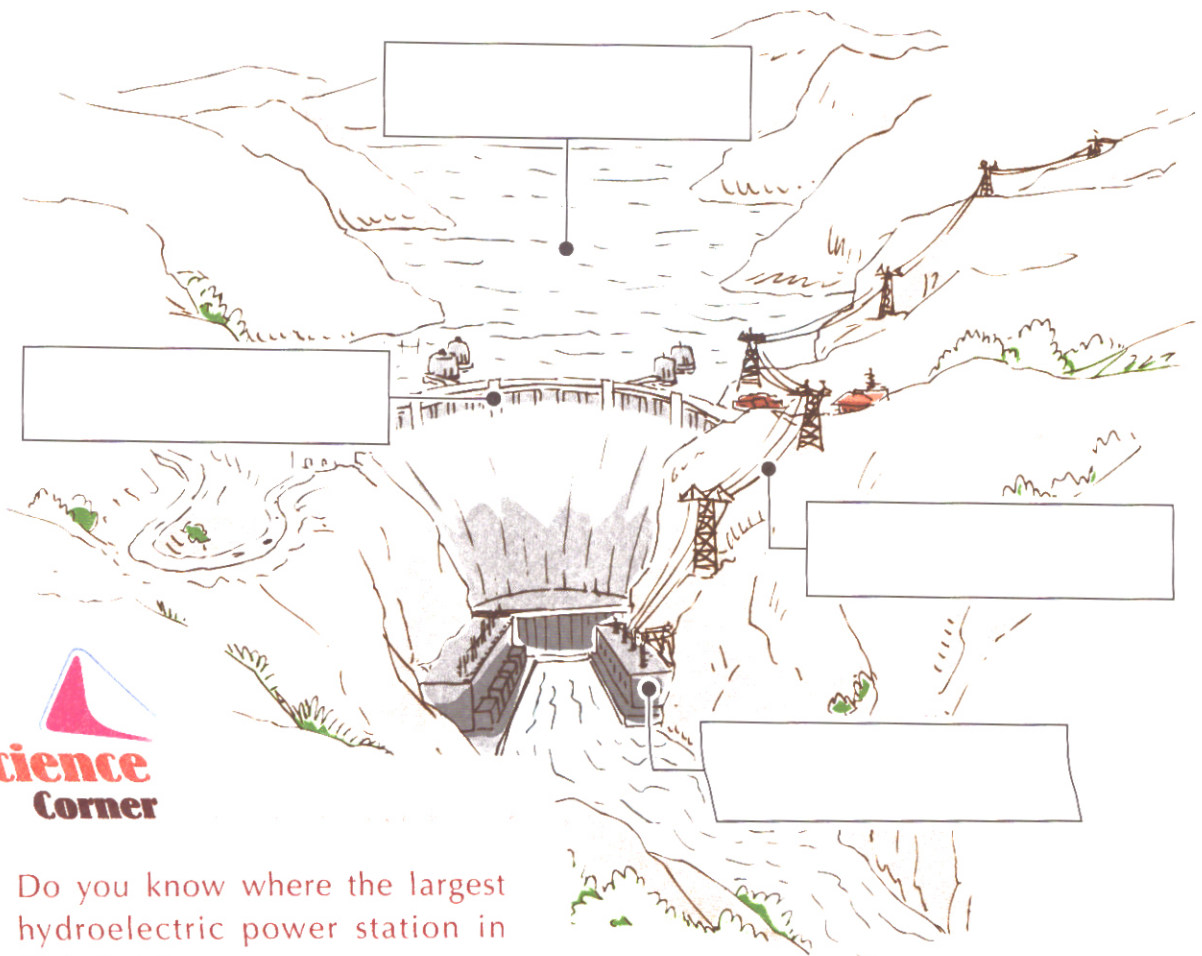 cience
Corner
Do you know where the largest
hydroelectric power station in